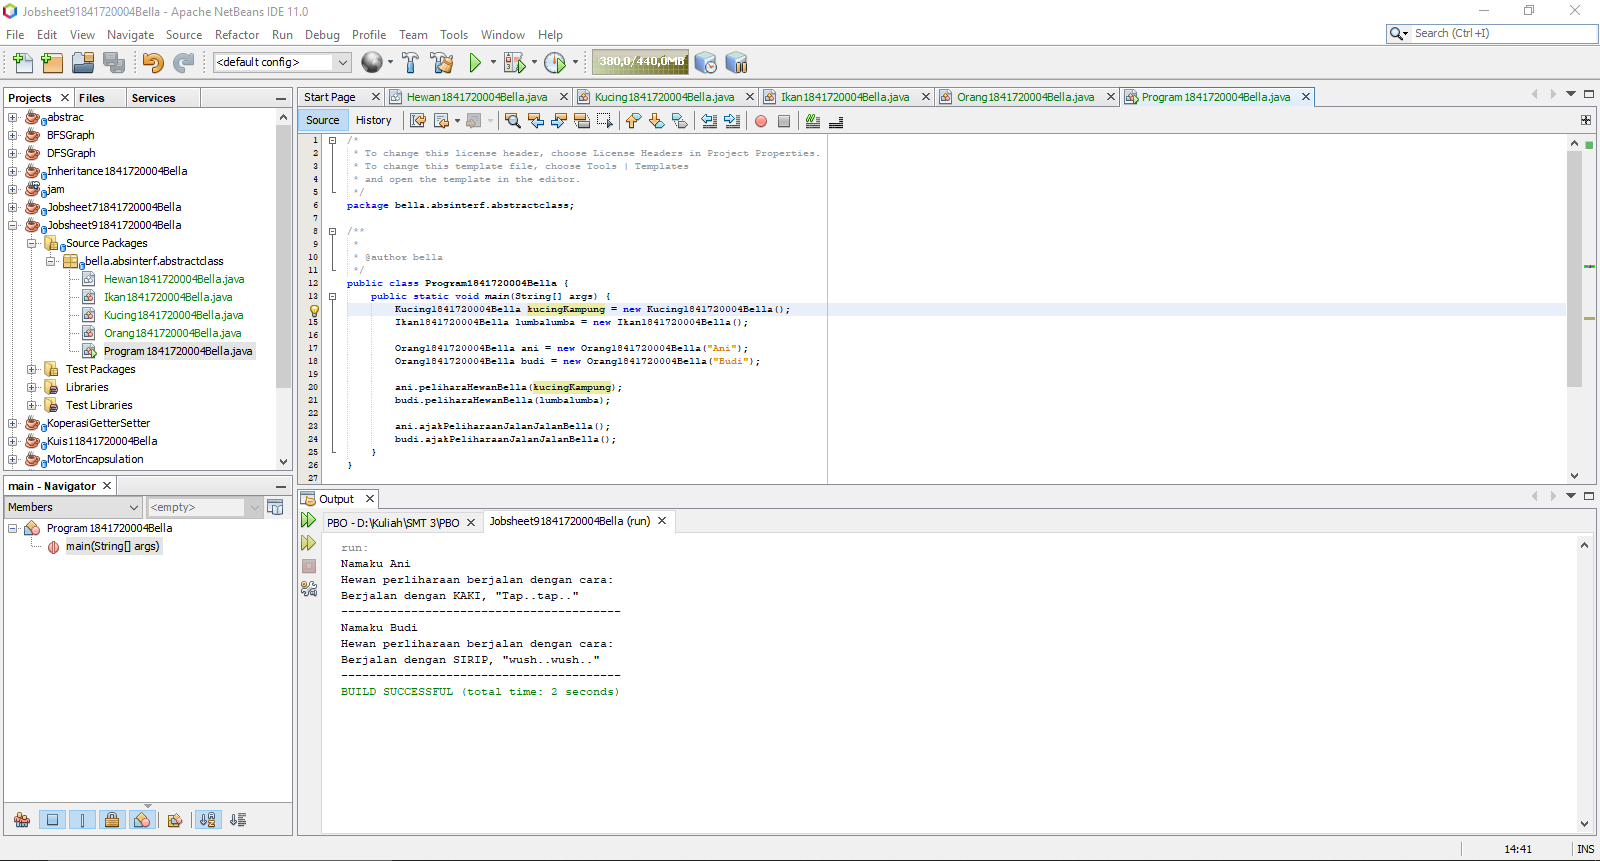 Jobsheet91841720004Bella - Apache NetBeans IDE 11.0
File Edit View Navigate Source Refactor Run Debug Profile Team Tools Window Help
Search (Ctrl+I)
<default config>
380,0/440,0MB
Projects Files Services
abstrac
BFSGraph
DFSGraph
Inheritance1841720004Bella
jam
Jobsheet71841720004Bella
Jobsheet91841720004Bella
Source Packages
bella.absinterf.abstractclass
Hewan1841720004Bella.java
Ikan1841720004Bella.java
Kucing1841720004Bella.java
Orang1841720004Bella.java
Program1841720004Bella.java
Test Packages
Libraries
Test Libraries
KoperasiGetterSetter
Kuis11841720004Bella
MotorEncapsulation
main - Navigator
Members
<empty>
Program1841720004Bella
main(String[] args)
Start Page Hewan1841720004Bella.java Kucing1841720004Bella.java Ikan1841720004Bella.java Orang1841720004Bella.java Program1841720004Bella.java
Source History
1 /*
2 * To change this license header, choose License Headers in Project Properties.
3 * To change this template file, choose Tools | Templates
4 * and open the template in the editor.
5 */
6 package bella.absinterf.abstractclass;
7
8 /**
9 *
10 * @author bella
11 */
12 public class Program1841720004Bella {
13 public static void main(String[] args) {
Kucing1841720004Bella kucingKampung = new Kucing1841720004Bella();
15 Ikan1841720004Bella lumbalumba = new Ikan1841720004Bella();
16
17 Orang1841720004Bella ani = new Orang1841720004Bella("Ani");
18 Orang1841720004Bella budi = new Orang1841720004Bella("Budi");
19
20 ani.peliharaHewanBella(kucingKampung);
21 budi.peliharaHewanBella(lumbalumba);
22
23 ani.ajakPeliharaanJalanJalanBella();
24 budi.ajakPeliharaanJalanJalanBella();
25 }
26 }
27
Output
PBO - D:\Kuliah\SMT 3\PBO Jobsheet91841720004Bella (run)
run:
Namaku Ani
Hewan perliharaan berjalan dengan cara:
Berjalan dengan KAKI, "Tap..tap.."
----------------------------------------
Namaku Budi
Hewan perliharaan berjalan dengan cara:
Berjalan dengan SIRIP, "wush..wush.."
----------------------------------------
BUILD SUCCESSFUL (total time: 2 seconds)
14:41 INS